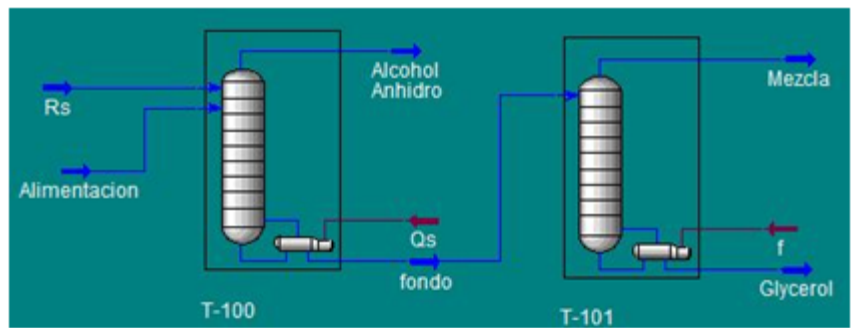 Rs
Alimentacion
Alcohol
Anhidro
Qs
fondo
T-100
Mezcla
f
Glycerol
T-101